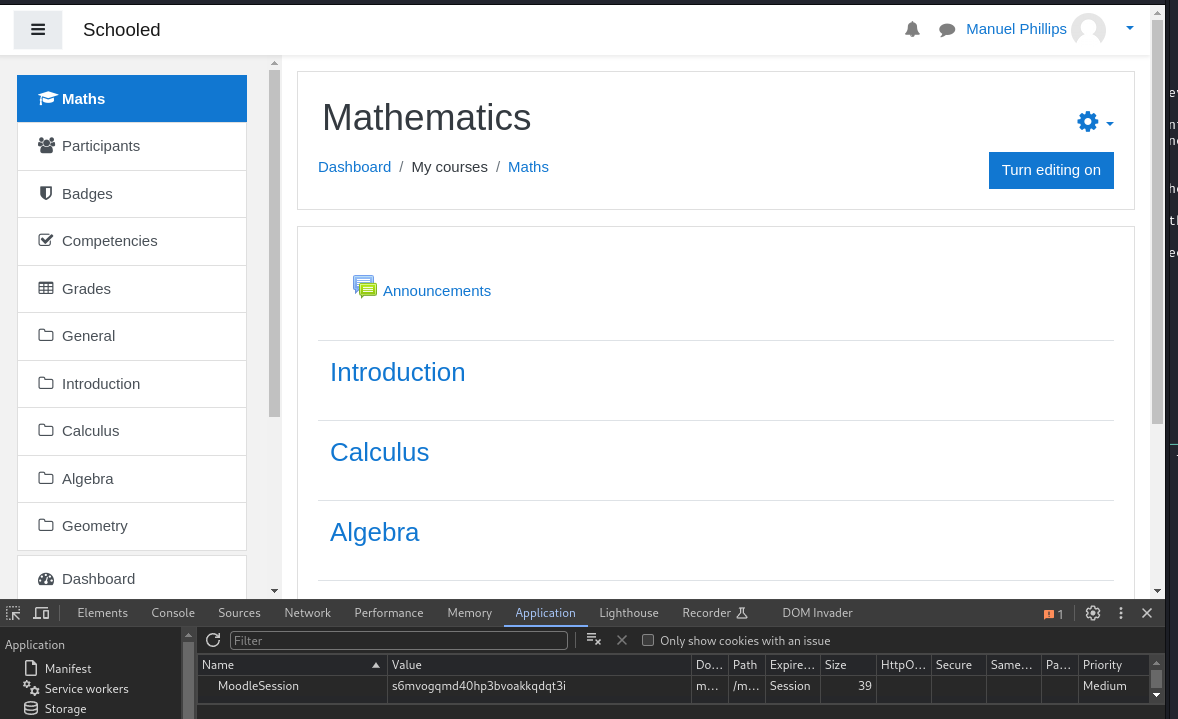 Schooled
Manuel Phillips
Maths
Participants
Badges
Competencies
Grades
General
Introduction
Calculus
Algebra
Geometry
Dashboard
Mathematics
Dashboard / My courses / Maths
Turn editing on
Announcements
Introduction
Calculus
Algebra
Elements Console Sources Network Performance Memory Application Lighthouse Recorder DOM Invader 1
Application
Manifest
Service workers
Storage
Filter Only show cookies with an issue
Name Value Do... Path Expire... Size HttpO... Secure Same... Pa... Priority
MoodleSession s6mvogqmd40hp3bvoakkqdqt3i m... /m... Session 39 Medium